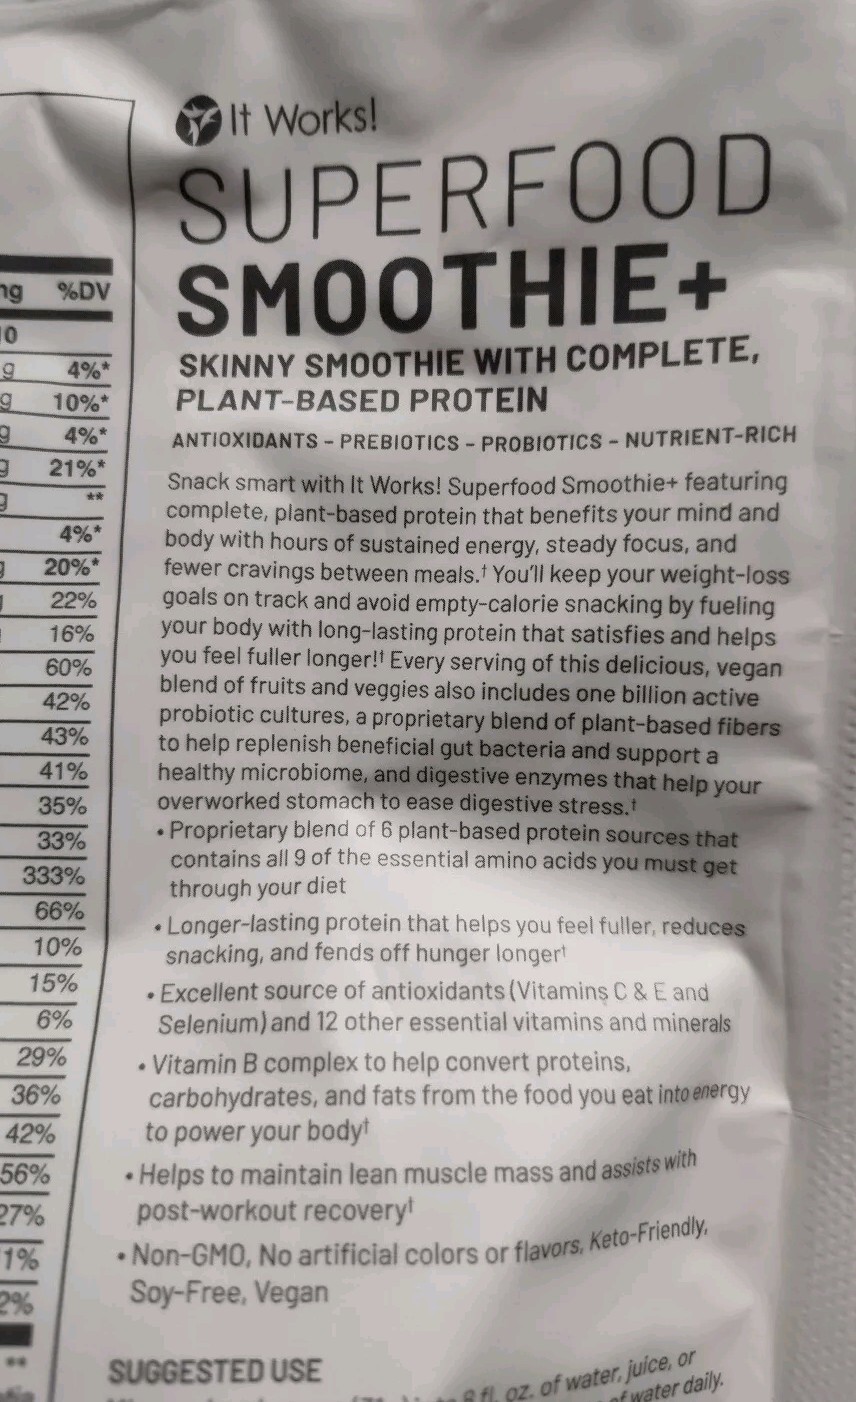 It Works!
SUPERFOOD
SMOOTHIE+
SKINNY SMOOTHIE WITH COMPLETE,
PLANT-BASED PROTEIN
ANTIOXIDANTS - PREBIOTICS - PROBIOTICS - NUTRIENT-RICH
Snack smart with It Works! Superfood Smoothie+ featuring
complete, plant-based protein that benefits your mind and
body with hours of sustained energy, steady focus, and
fewer cravings between meals.† You'll keep your weight-loss
goals on track and avoid empty-calorie snacking by fueling
your body with long-lasting protein that satisfies and helps
you feel fuller longer!† Every serving of this delicious, vegan
blend of fruits and veggies also includes one billion active
probiotic cultures, a proprietary blend of plant-based fibers
to help replenish beneficial gut bacteria and support a
healthy microbiome, and digestive enzymes that help your
overworked stomach to ease digestive stress.†
• Proprietary blend of 6 plant-based protein sources that
contains all 9 of the essential amino acids you must get
through your diet
• Longer-lasting protein that helps you feel fuller, reduces
snacking, and fends off hunger longer†
• Excellent source of antioxidants (Vitamins C & E and
Selenium) and 12 other essential vitamins and minerals
• Vitamin B complex to help convert proteins,
carbohydrates, and fats from the food you eat into energy
to power your body†
• Helps to maintain lean muscle mass and assists with
post-workout recovery†
• Non-GMO, No artificial colors or flavors, Keto-Friendly,
Soy-Free, Vegan
SUGGESTED USE
8 fl. oz. of water, juice, or
of water daily.
%DV
g 4%*
g 10%*
g 4%*
g 21%*
g **
4%*
20%*
22%
16%
60%
42%
43%
41%
35%
33%
333%
66%
10%
15%
6%
29%
36%
42%
56%
27%
1%
2%
**